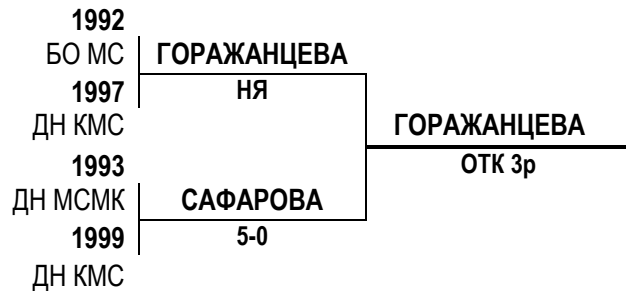 1992
БО МС
ГОРАЖАНЦЕВА
1997
НЯ
ДН КМС
ГОРАЖАНЦЕВА
1993
ОТК 3р
ДН МСМК
САФАРОВА
1999
5-0
ДН КМС